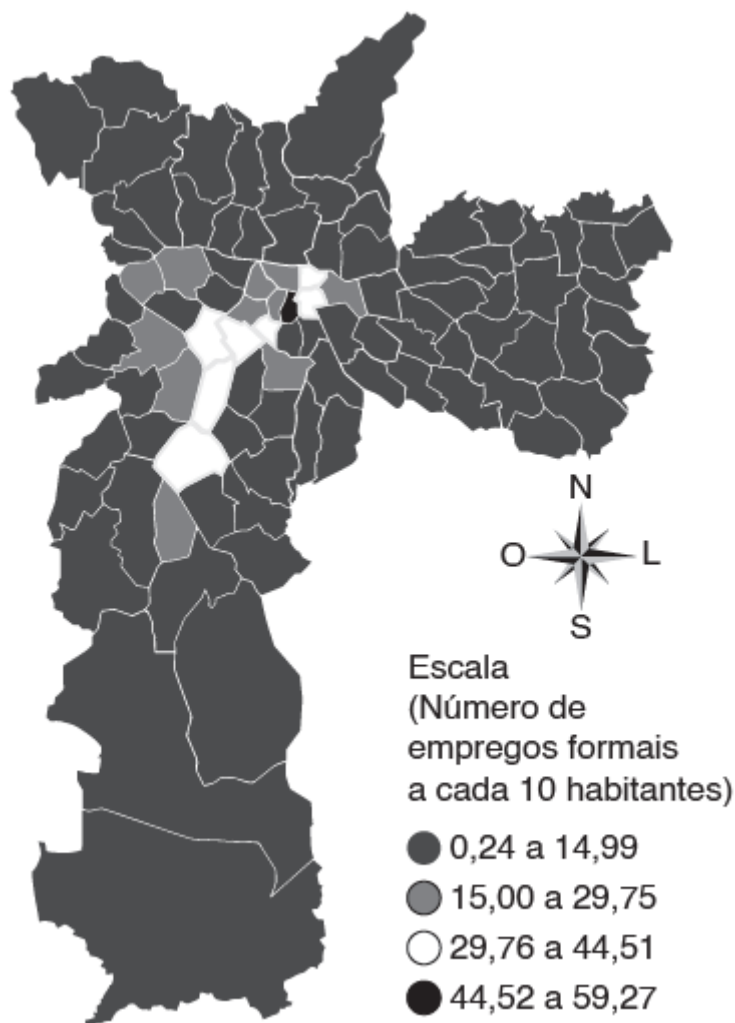 N
O
L
S
Escala
(Número de
empregos formais
a cada 10 habitantes)
0,24 a 14,99
15,00 a 29,75
29,76 a 44,51
44,52 a 59,27